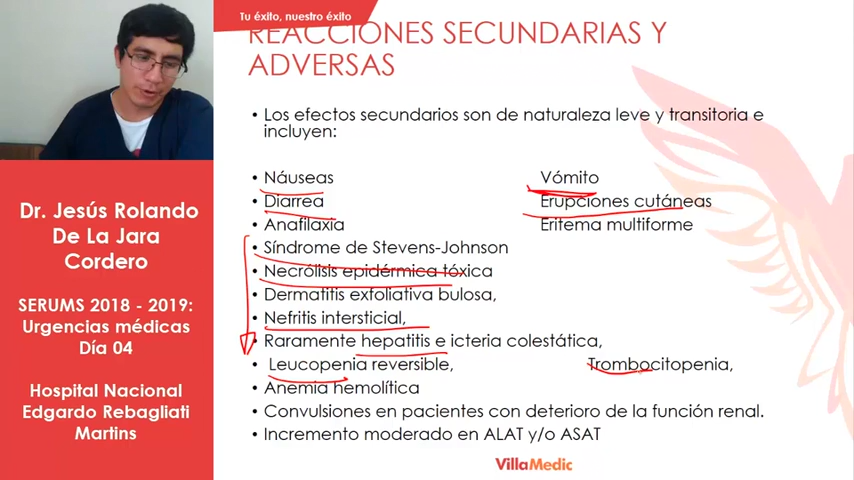 Tu éxito, nuestro éxito
REACCIONES SECUNDARIAS Y
ADVERSAS
• Los efectos secundarios son de naturaleza leve y transitoria e
incluyen:
• Náuseas Vómito
• Diarrea Erupciones cutáneas
• Anafilaxia Eritema multiforme
• Síndrome de Stevens-Johnson
• Necrólisis epidérmica tóxica
• Dermatitis exfoliativa bulosa,
• Nefritis intersticial,
• Raramente hepatitis e icteria colestática,
• Leucopenia reversible, Trombocitopenia,
• Anemia hemolítica
• Convulsiones en pacientes con deterioro de la función renal.
• Incremento moderado en ALAT y/o ASAT
Dr. Jesús Rolando
De La Jara
Cordero
SERUMS 2018 - 2019:
Urgencias médicas
Día 04
Hospital Nacional
Edgardo Rebagliati
Martins
VillaMedic